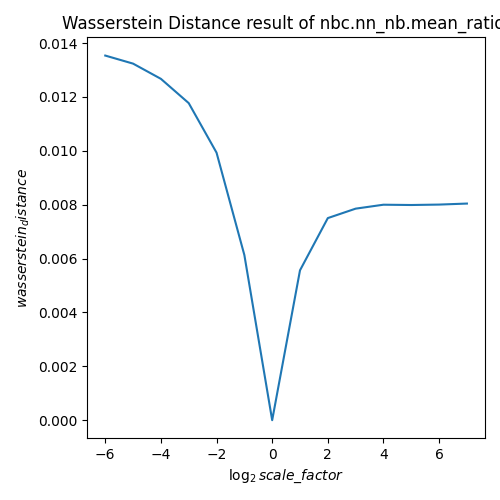 Wasserstein Distance result of nbc.nn_nb.mean_ratio
0.014
0.012
0.010
0.008
0.006
0.004
0.002
0.000
wasserstein_distance
−6 −4 −2 0 2 4 6
log₂ scale_factor